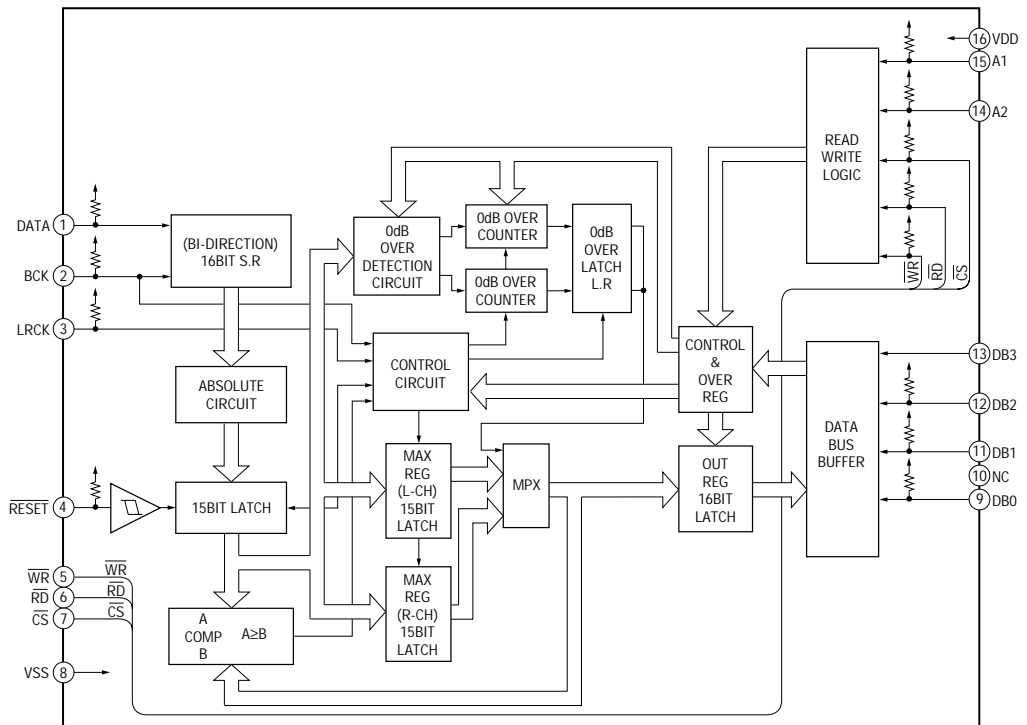 16 VDD
15 A1
14 A2
READ
WRITE
LOGIC
DATA 1
BCK 2
LRCK 3
(BI-DIRECTION)
16BIT S.R
0dB
OVER
DETECTION
CIRCUIT
0dB OVER
COUNTER
0dB OVER
COUNTER
0dB
OVER
LATCH
L.R
WR
RD
CS
ABSOLUTE
CIRCUIT
CONTROL
CIRCUIT
CONTROL
&
OVER
REG
13 DB3
12 DB2
11 DB1
10 NC
9 DB0
DATA
BUS
BUFFER
RESET 4
15BIT LATCH
MAX
REG
(L-CH)
15BIT
LATCH
MPX
OUT
REG
16BIT
LATCH
WR 5 WR
RD 6 RD
CS 7 CS
A
COMP A≥B
B
MAX
REG
(R-CH)
15BIT
LATCH
VSS 8